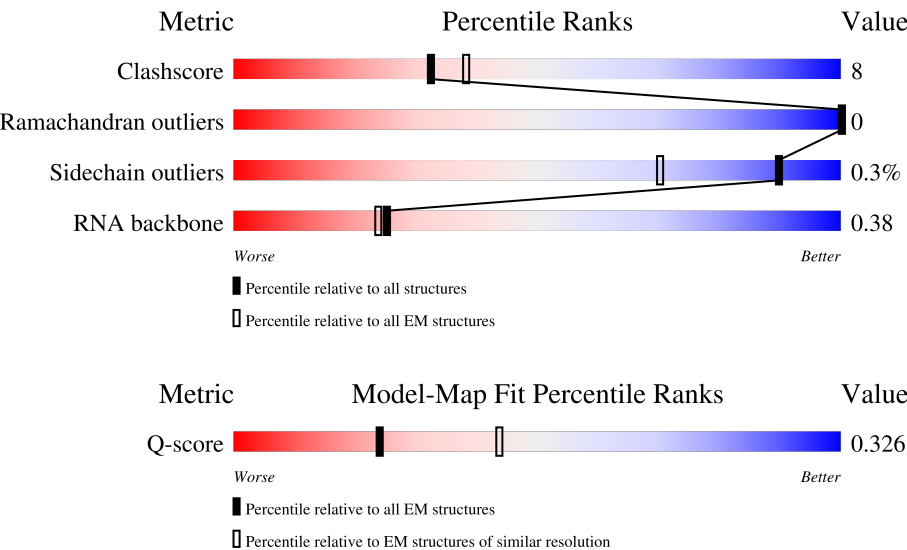 Metric Percentile Ranks Value
Clashscore 8
Ramachandran outliers 0
Sidechain outliers 0.3%
RNA backbone 0.38
Worse Better
Percentile relative to all structures
Percentile relative to all EM structures
Metric Model-Map Fit Percentile Ranks Value
Q-score 0.326
Worse Better
Percentile relative to all EM structures
Percentile relative to EM structures of similar resolution